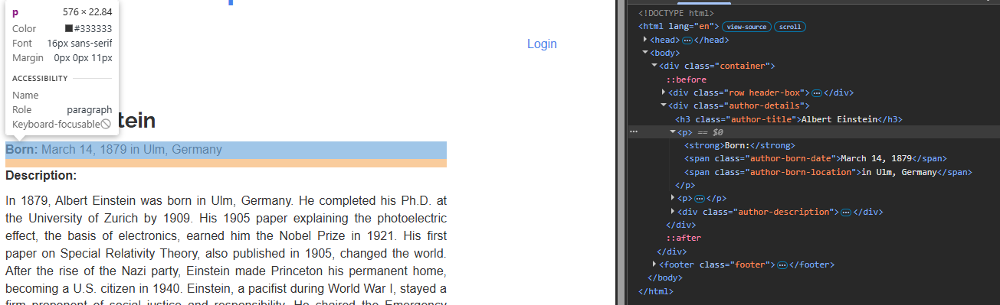 p 576 × 22.84
Color #333333
Font 16px sans-serif
Margin 0px 0px 11px
ACCESSIBILITY
Name
Role paragraph
Keyboard-focusable
Login
tein
Born: March 14, 1879 in Ulm, Germany
Description:
In 1879, Albert Einstein was born in Ulm, Germany. He completed his Ph.D. at
the University of Zurich by 1909. His 1905 paper explaining the photoelectric
effect, the basis of electronics, earned him the Nobel Prize in 1921. His first
paper on Special Relativity Theory, also published in 1905, changed the world.
After the rise of the Nazi party, Einstein made Princeton his permanent home,
becoming a U.S. citizen in 1940. Einstein, a pacifist during World War I, stayed a
firm proponent of social justice and responsibility. He chaired the Emergency
<!DOCTYPE html>
<html lang="en"> view-source scroll
<head> ⋯ </head>
<body>
<div class="container">
::before
<div class="row header-box"> ⋯ </div>
<div class="author-details">
<h3 class="author-title">Albert Einstein</h3>
⋯ <p> == $0
<strong>Born:</strong>
<span class="author-born-date">March 14, 1879</span>
<span class="author-born-location">in Ulm, Germany</span>
</p>
<p> ⋯ </p>
<div class="author-description"> ⋯ </div>
</div>
::after
</div>
<footer class="footer"> ⋯ </footer>
</body>
</html>